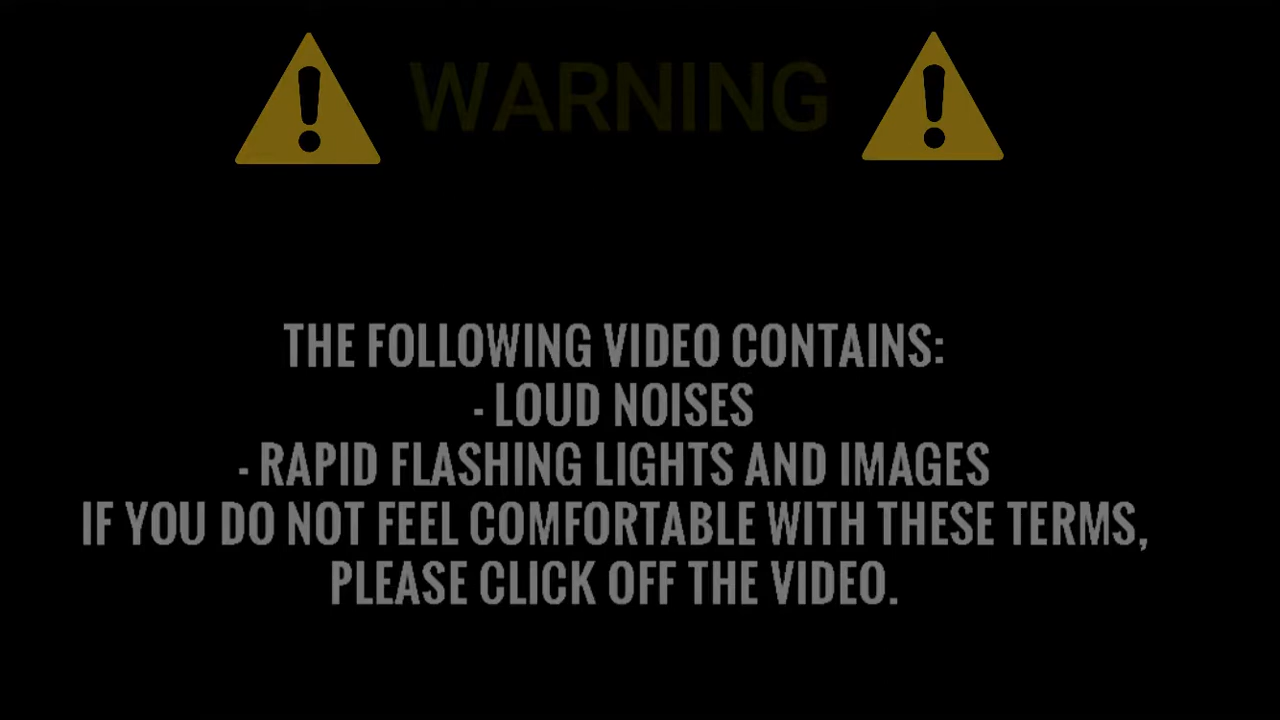 WARNING
THE FOLLOWING VIDEO CONTAINS:
- LOUD NOISES
- RAPID FLASHING LIGHTS AND IMAGES
IF YOU DO NOT FEEL COMFORTABLE WITH THESE TERMS,
PLEASE CLICK OFF THE VIDEO.